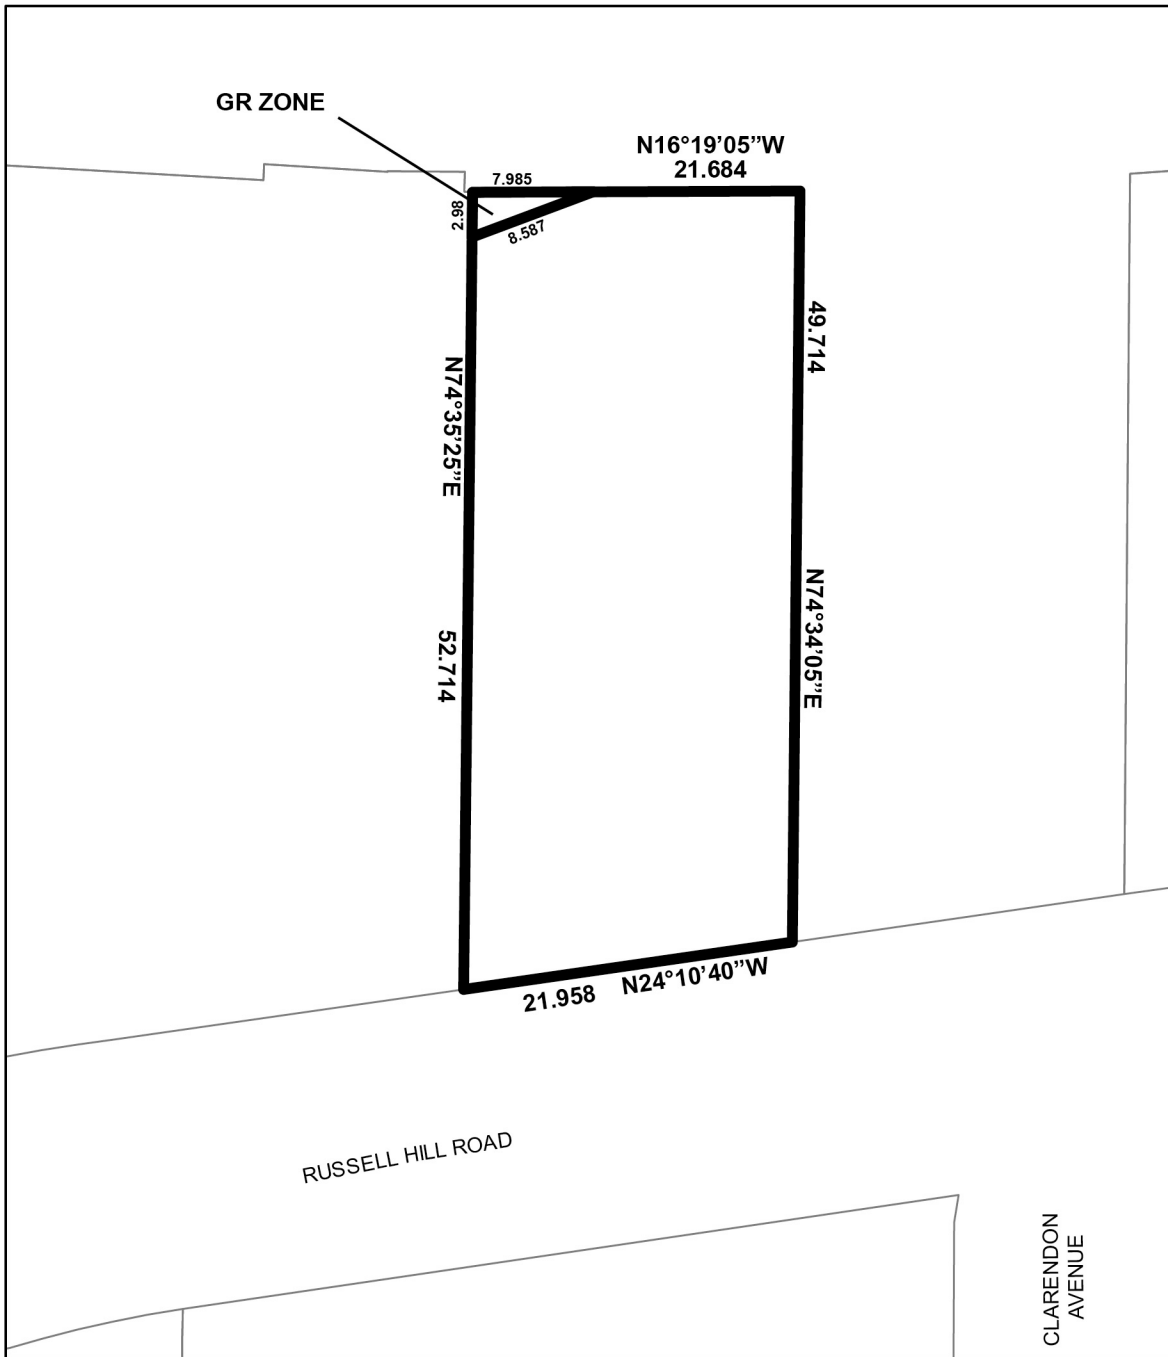 GR ZONE
N16°19'05”W
21.684
7.985
2.98
8.587
49.714
N74°35'25”E
N74°34'05”E
52.714
21.958 N24°10'40”W
RUSSELL HILL ROAD
CLARENDON
AVENUE